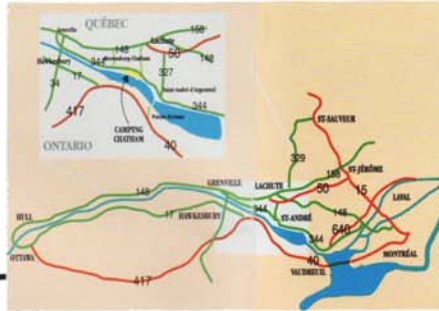 QUÉBEC
158
148
50
148
344
327
17
34
344
417
CAMPING
CHATHAM
40
ONTARIO
ST-SAUVEUR
329
158
ST-JÉRÔME
GRENVILLE
LACHUTE
50
15
LAVAL
148
344
ST-ANDRÉ
148
17
HAWKESBURY
640
HULL
344
MONTRÉAL
OTTAWA
40
VAUDREUIL
417